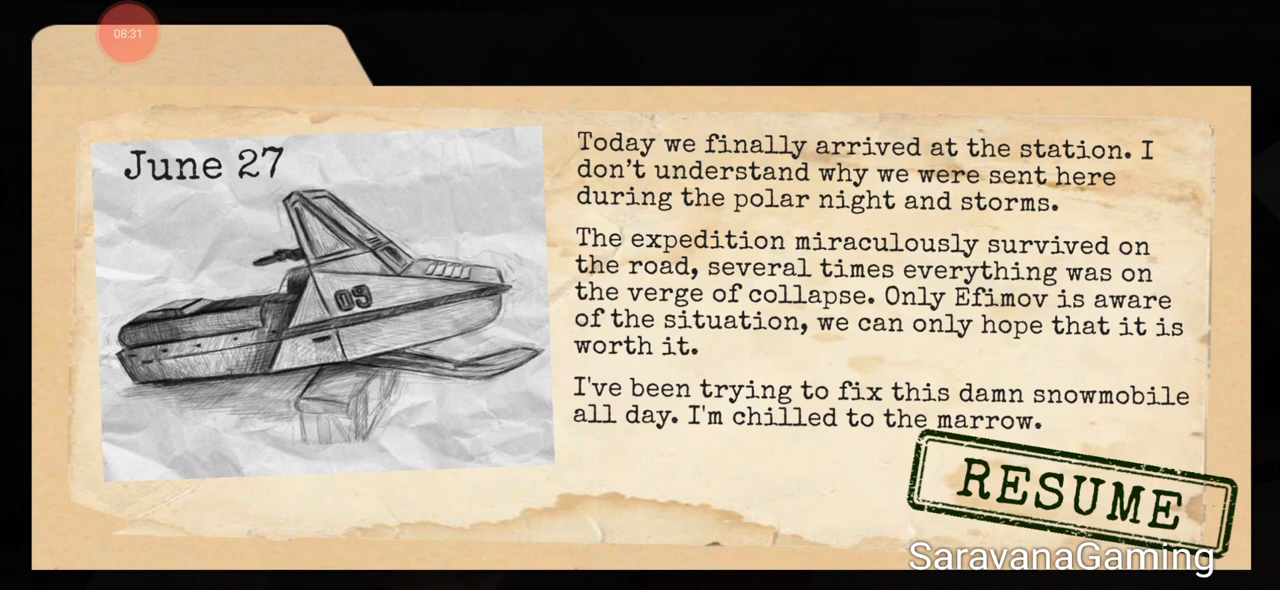 08:31
June 27
09
Today we finally arrived at the station. I
don't understand why we were sent here
during the polar night and storms.
The expedition miraculously survived on
the road, several times everything was on
the verge of collapse. Only Efimov is aware
of the situation, we can only hope that it is
worth it.
I've been trying to fix this damn snowmobile
all day. I'm chilled to the marrow.
RESUME
SaravanaGaming